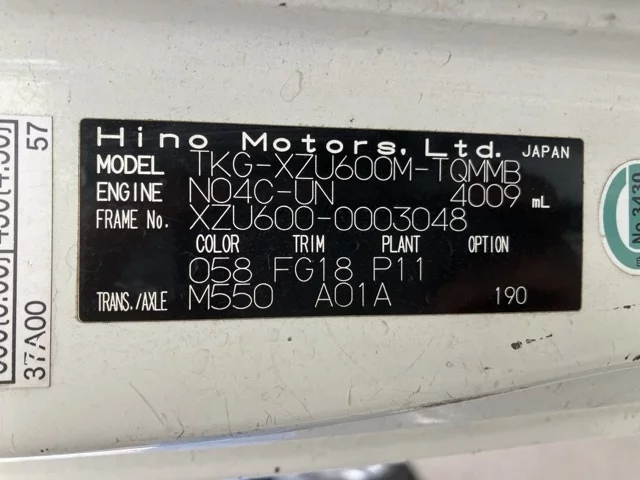 Hino Motors, Ltd. JAPAN
MODEL TKG-XZU600M-TQMMB
ENGINE N04C-UN 4009 mL
FRAME No. XZU600-0003048
COLOR TRIM PLANT OPTION
058 FG18 P11
TRANS./AXLE M550 A01A 190
57
37A00